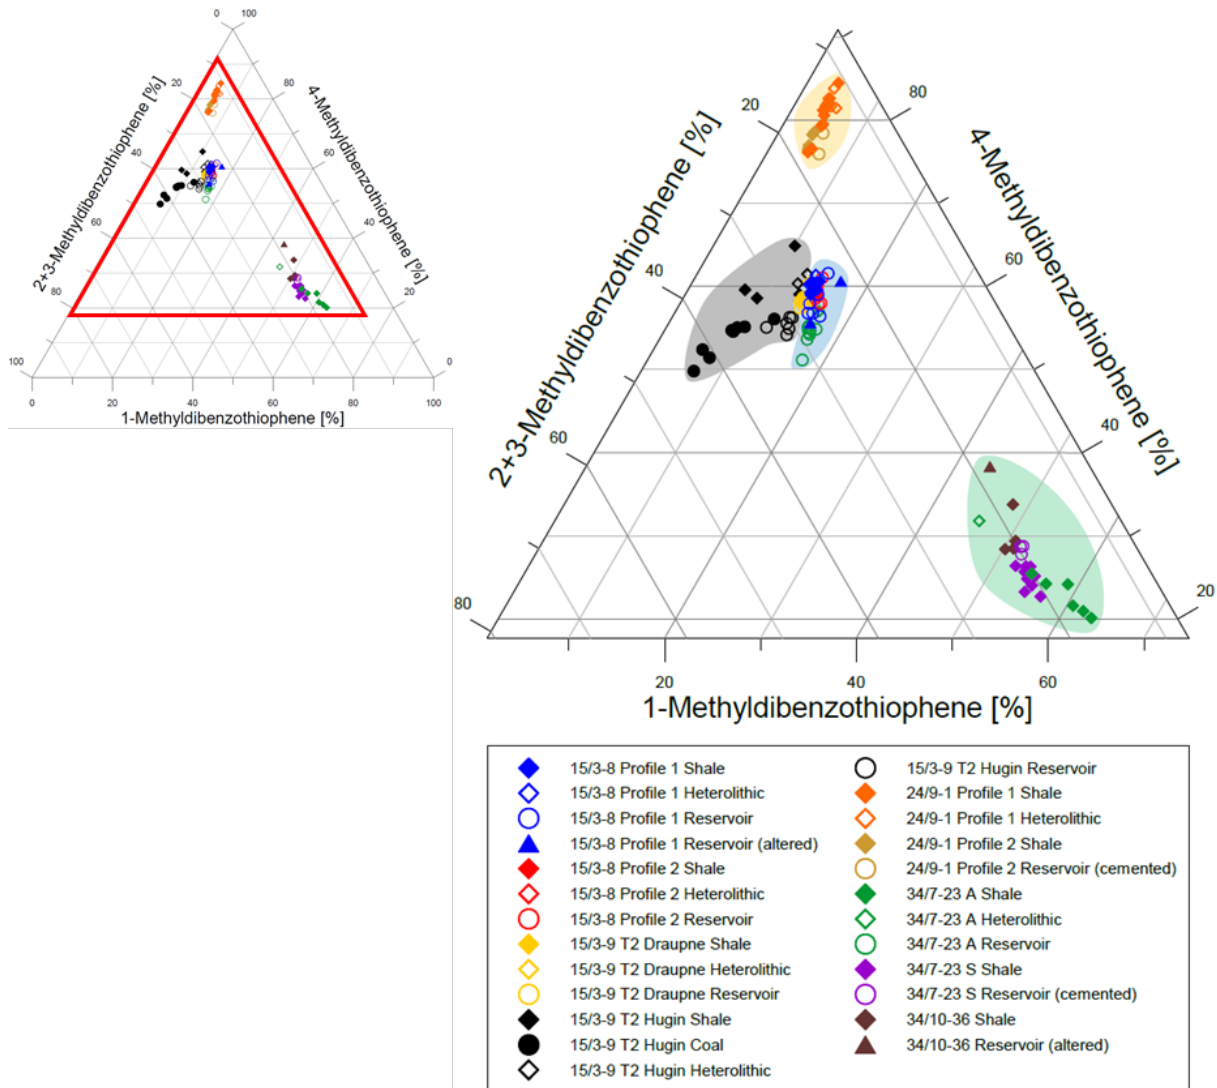 0
100
20
80
2+3-Methyldibenzothiophene [%]
4-Methyldibenzothiophene [%]
40
60
60
40
80
20
100
0
0
20
40
60
80
100
1-Methyldibenzothiophene [%]
20
80
2+3-Methyldibenzothiophene [%]
4-Methyldibenzothiophene [%]
40
60
60
40
80
20
20
40
60
1-Methyldibenzothiophene [%]
15/3-8 Profile 1 Shale
15/3-8 Profile 1 Heterolithic
15/3-8 Profile 1 Reservoir
15/3-8 Profile 1 Reservoir (altered)
15/3-8 Profile 2 Shale
15/3-8 Profile 2 Heterolithic
15/3-8 Profile 2 Reservoir
15/3-9 T2 Draupne Shale
15/3-9 T2 Draupne Heterolithic
15/3-9 T2 Draupne Reservoir
15/3-9 T2 Hugin Shale
15/3-9 T2 Hugin Coal
15/3-9 T2 Hugin Heterolithic
15/3-9 T2 Hugin Reservoir
24/9-1 Profile 1 Shale
24/9-1 Profile 1 Heterolithic
24/9-1 Profile 2 Shale
24/9-1 Profile 2 Reservoir (cemented)
34/7-23 A Shale
34/7-23 A Heterolithic
34/7-23 A Reservoir
34/7-23 S Shale
34/7-23 S Reservoir (cemented)
34/10-36 Shale
34/10-36 Reservoir (altered)